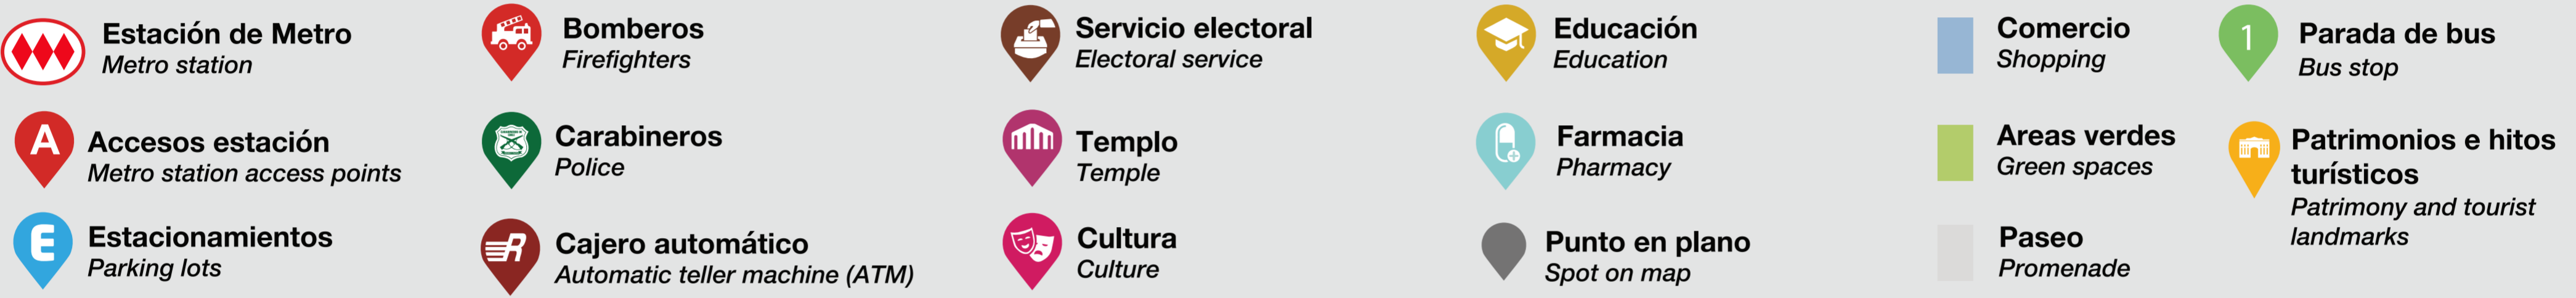 Estación de Metro
Metro station
A
Accesos estación
Metro station access points
E
Estacionamientos
Parking lots
Bomberos
Firefighters
Carabineros
Police
R
Cajero automático
Automatic teller machine (ATM)
Servicio electoral
Electoral service
Templo
Temple
Cultura
Culture
Educación
Education
Farmacia
Pharmacy
Punto en plano
Spot on map
Comercio
Shopping
Areas verdes
Green spaces
Paseo
Promenade
1
Parada de bus
Bus stop
Patrimonios e hitos
turísticos
Patrimony and tourist
landmarks